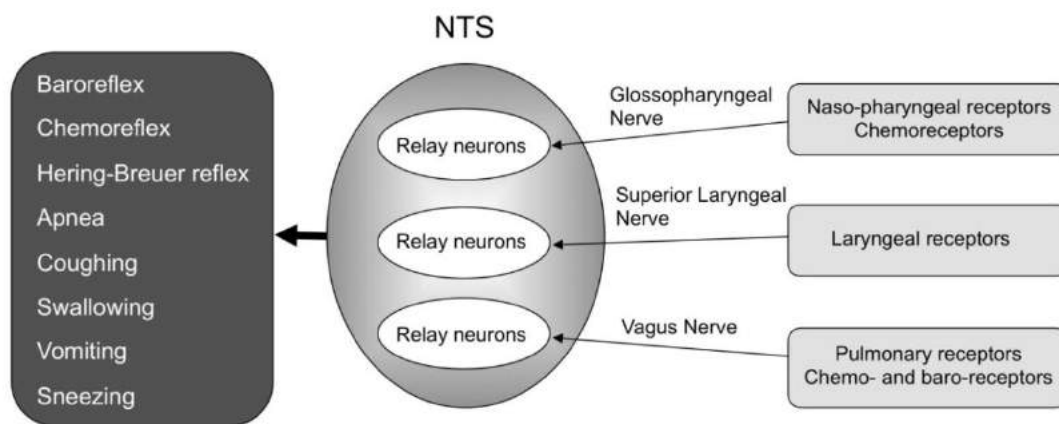 NTS
Baroreflex
Chemoreflex
Hering-Breuer reflex
Apnea
Coughing
Swallowing
Vomiting
Sneezing
Relay neurons
Relay neurons
Relay neurons
Glossopharyngeal
Nerve
Superior Laryngeal
Nerve
Vagus Nerve
Naso-pharyngeal receptors
Chemoreceptors
Laryngeal receptors
Pulmonary receptors
Chemo- and baro-receptors